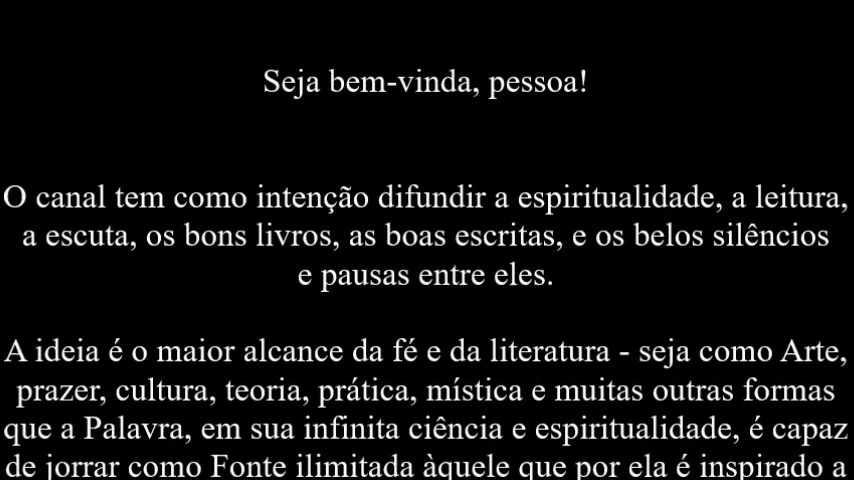 Seja bem-vinda, pessoa!
O canal tem como intenção difundir a espiritualidade, a leitura,
a escuta, os bons livros, as boas escritas, e os belos silêncios
e pausas entre eles.
A ideia é o maior alcance da fé e da literatura - seja como Arte,
prazer, cultura, teoria, prática, mística e muitas outras formas
que a Palavra, em sua infinita ciência e espiritualidade, é capaz
de jorrar como Fonte ilimitada àquele que por ela é inspirado a